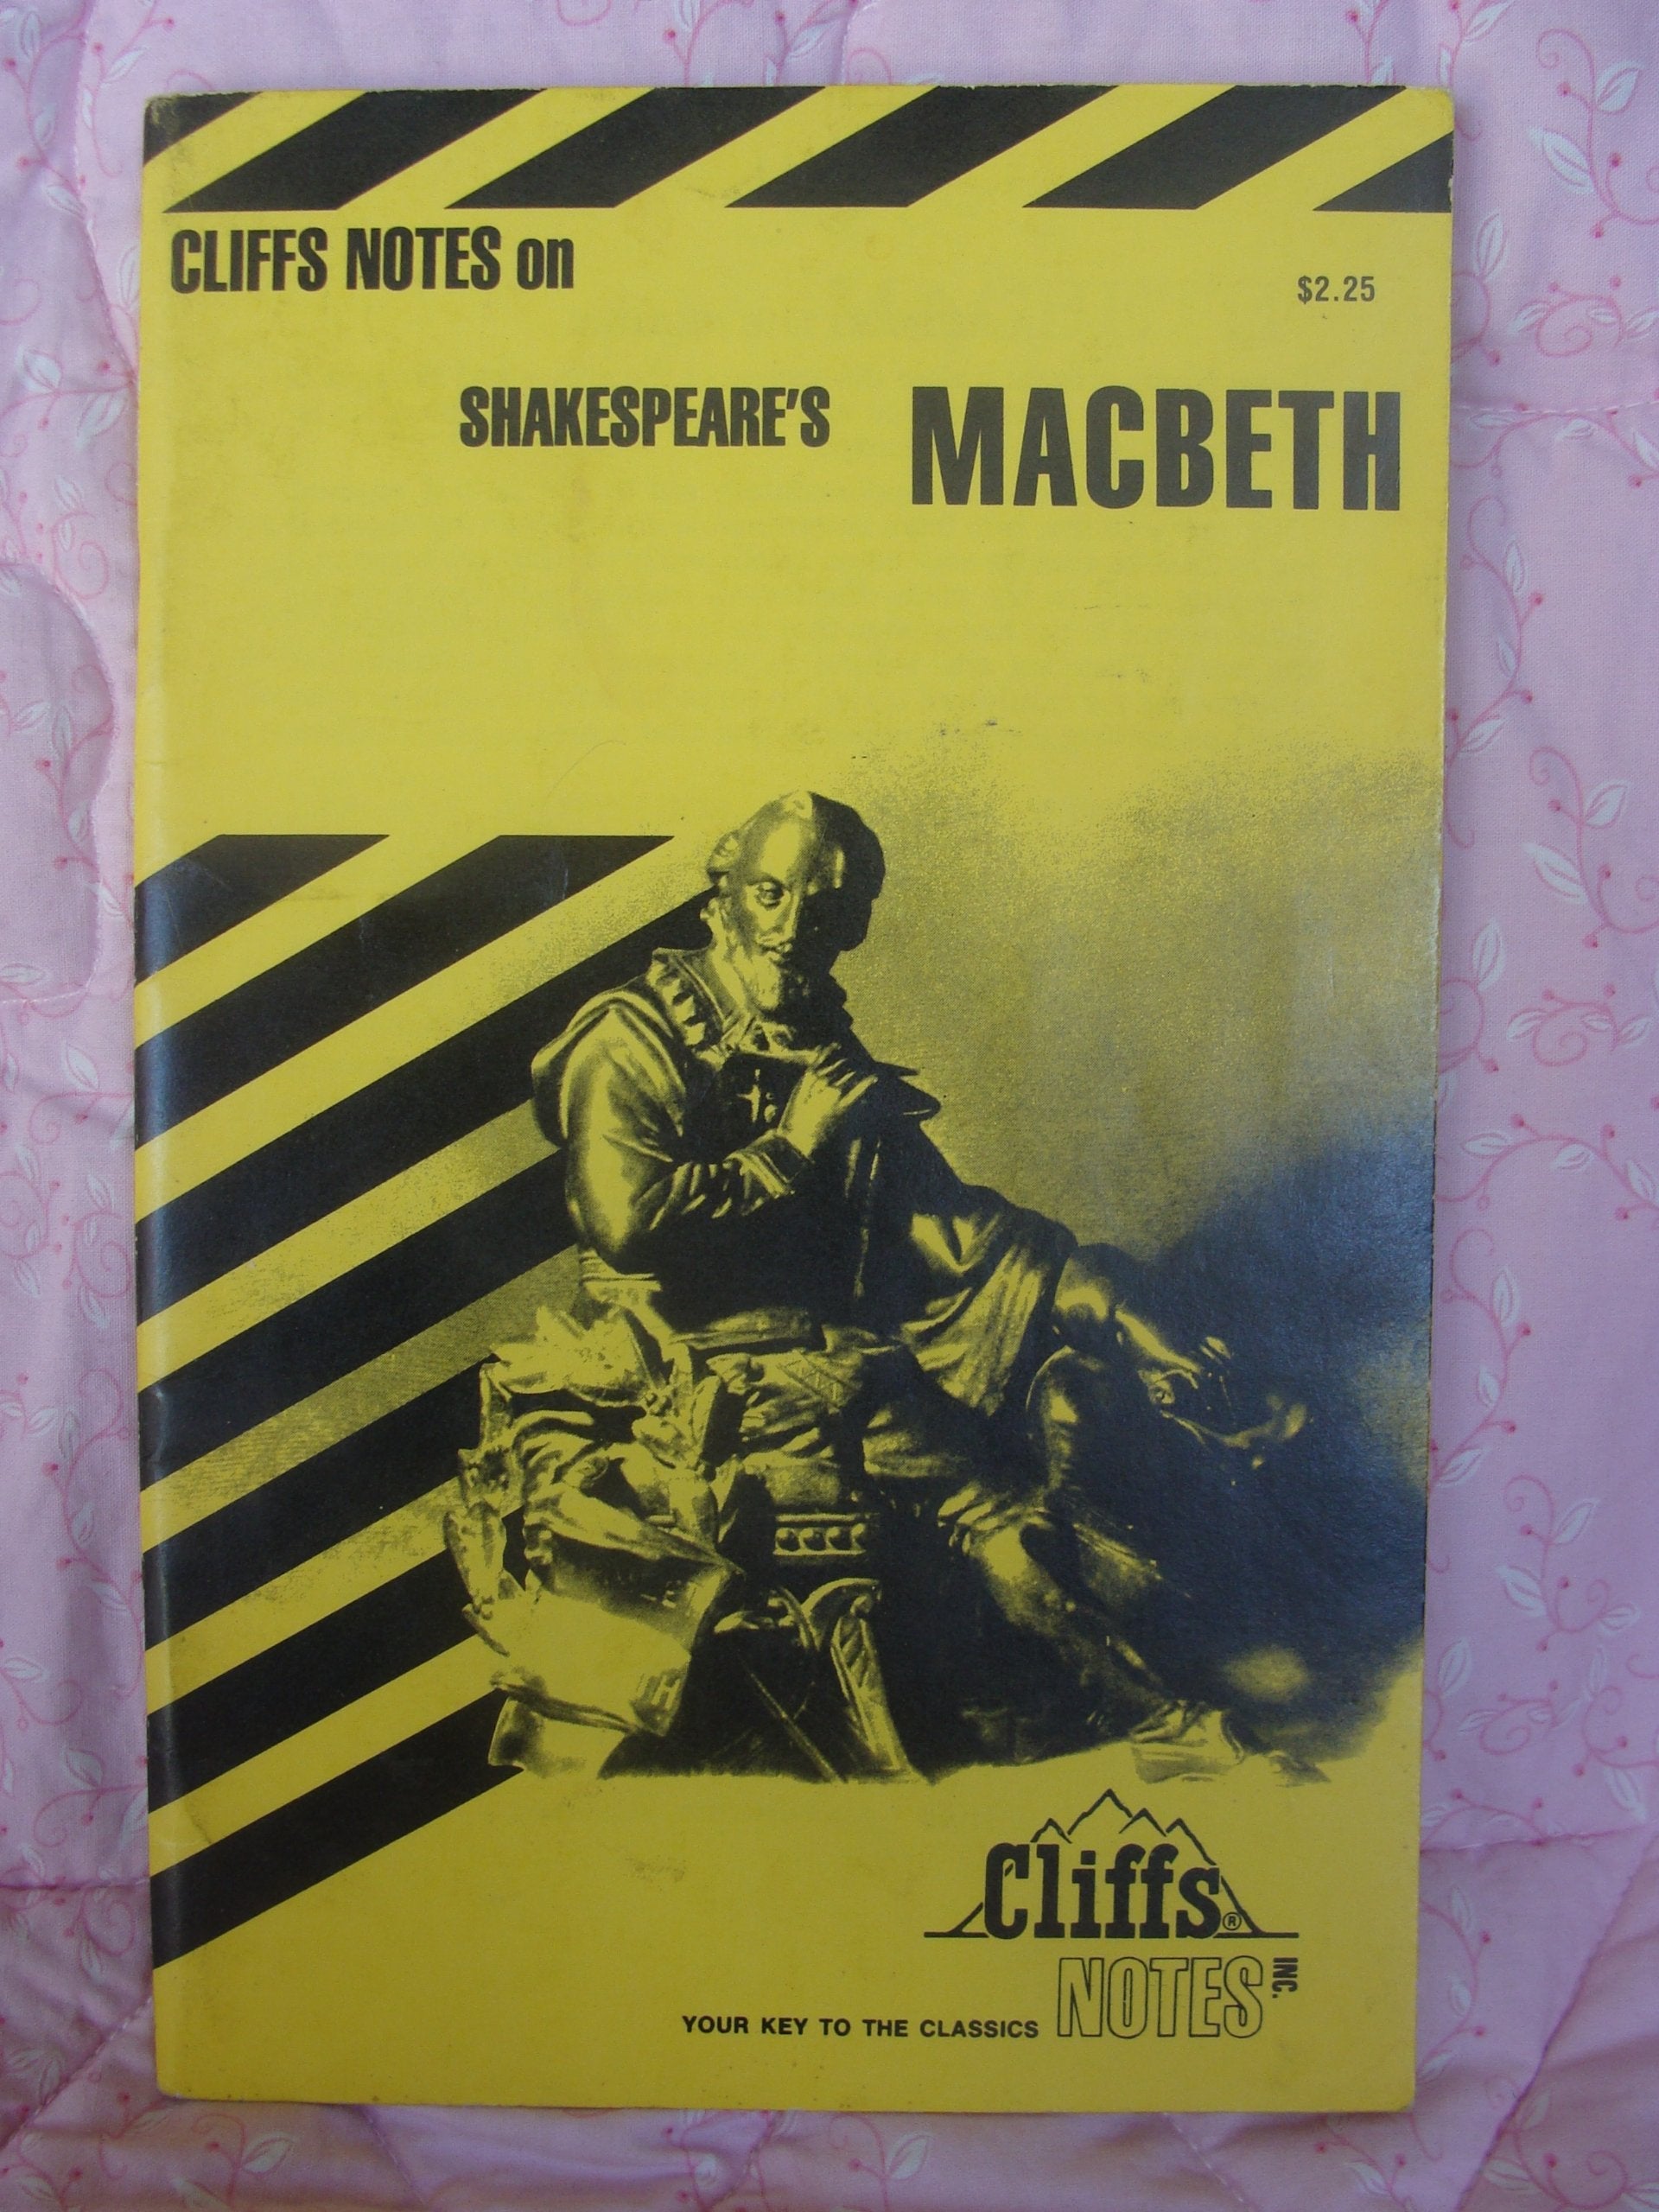 CLIFFS NOTES on
$2.25
SHAKESPEARE'S MACBETH
Cliffs®
NOTES INC.
YOUR KEY TO THE CLASSICS